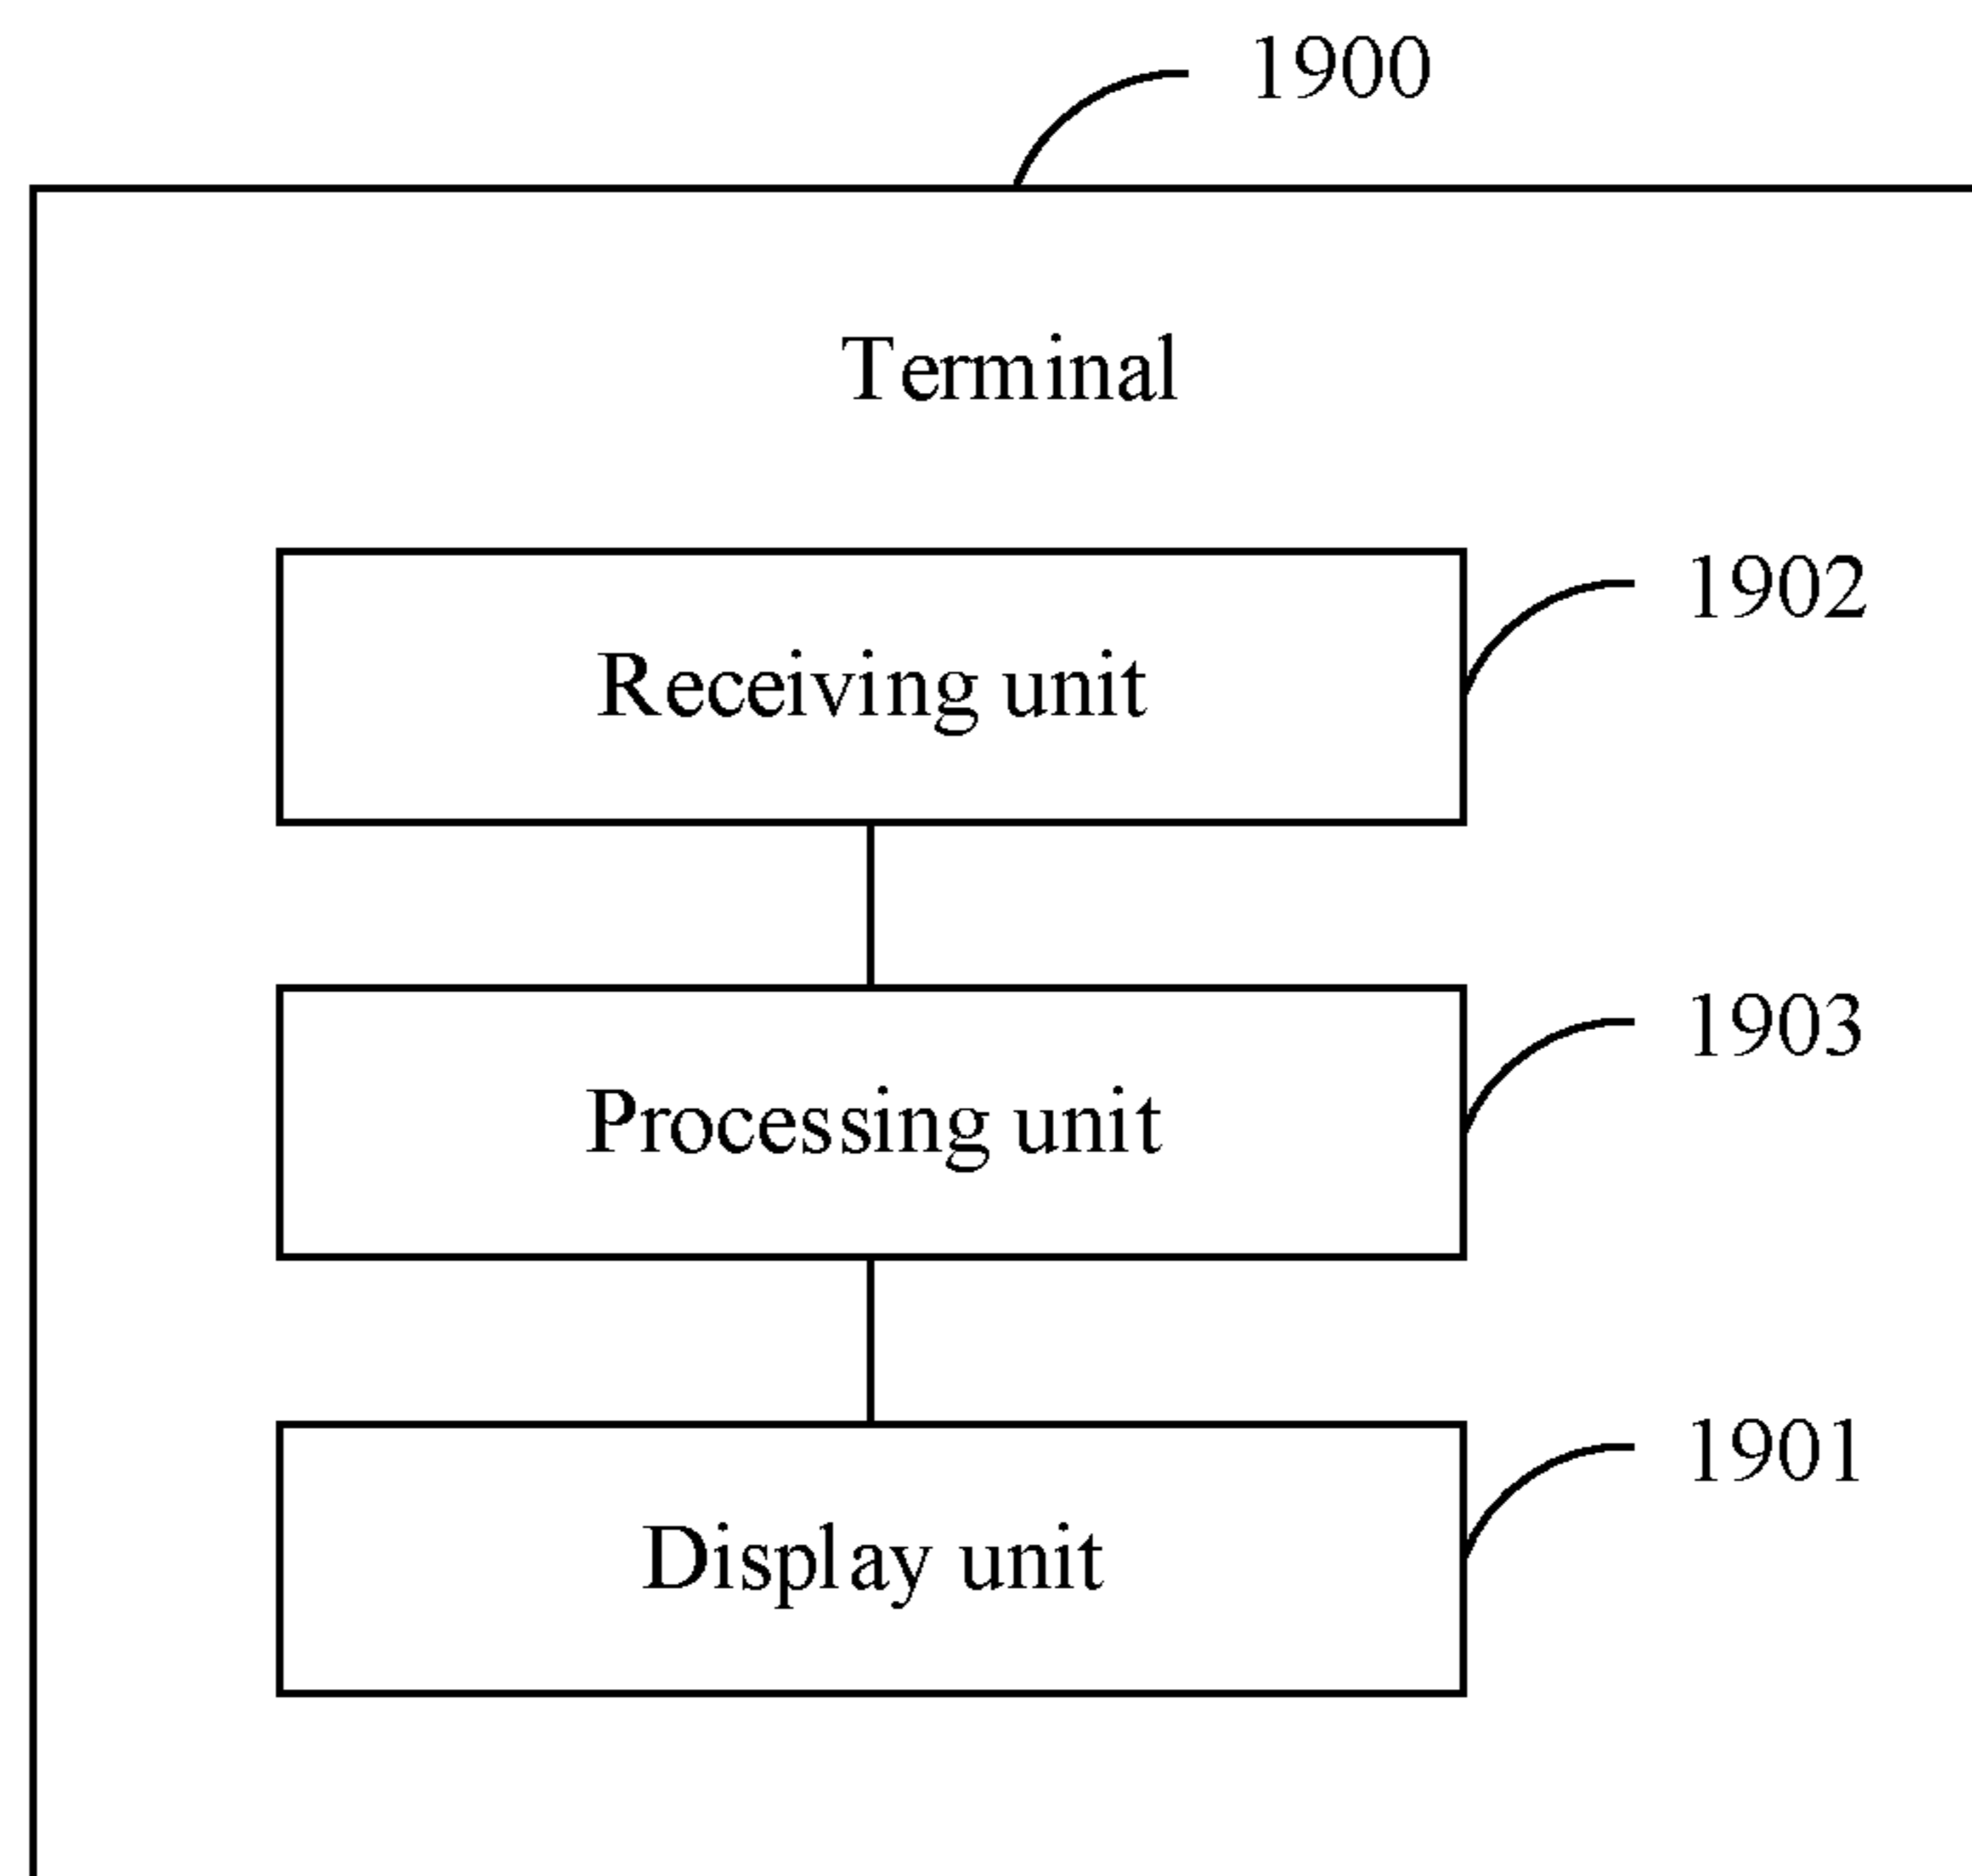 1900
Terminal
Receiving unit
1902
Processing unit
1903
Display unit
1901